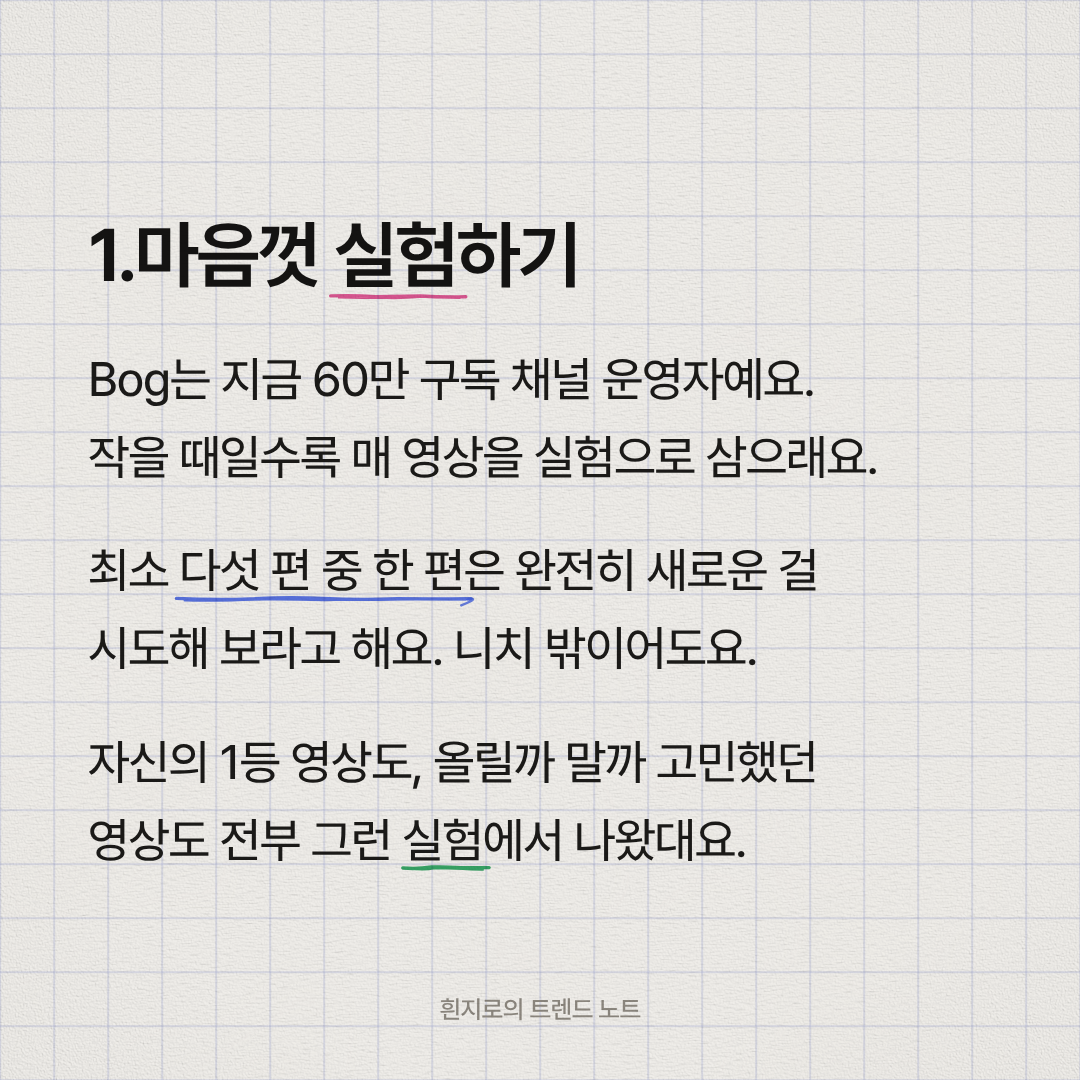 1.마음껏 실험하기
Bog는 지금 60만 구독 채널 운영자예요.
작을 때일수록 매 영상을 실험으로 삼으래요.
최소 다섯 편 중 한 편은 완전히 새로운 걸
시도해 보라고 해요. 니치 밖이어도요.
자신의 1등 영상도, 올릴까 말까 고민했던
영상도 전부 그런 실험에서 나왔대요.
흰지로의 트렌드 노트